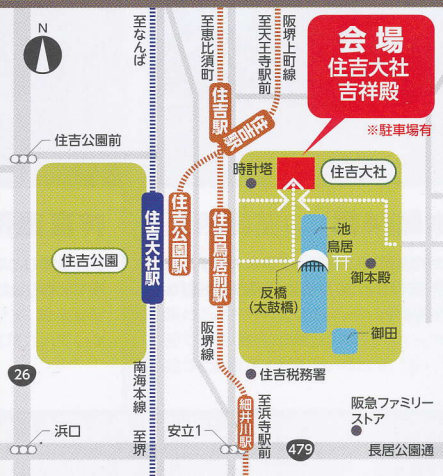 N
至なんば
至恵比須町
至天王寺駅前
阪堺上町線
会場
住吉大社
吉祥殿
※駐車場有
住吉駅
住吉駅
住吉公園前
時計塔
住吉大社
住吉公園
住吉大社駅
住吉公園駅
住吉鳥居前駅
池
鳥居
御本殿
反橋
(太鼓橋)
御田
阪堺線
南海本線
至堺
26
住吉税務署
浜口
安立1
細井川駅
至浜寺駅前
479
阪急ファミリー
ストア
長居公園通